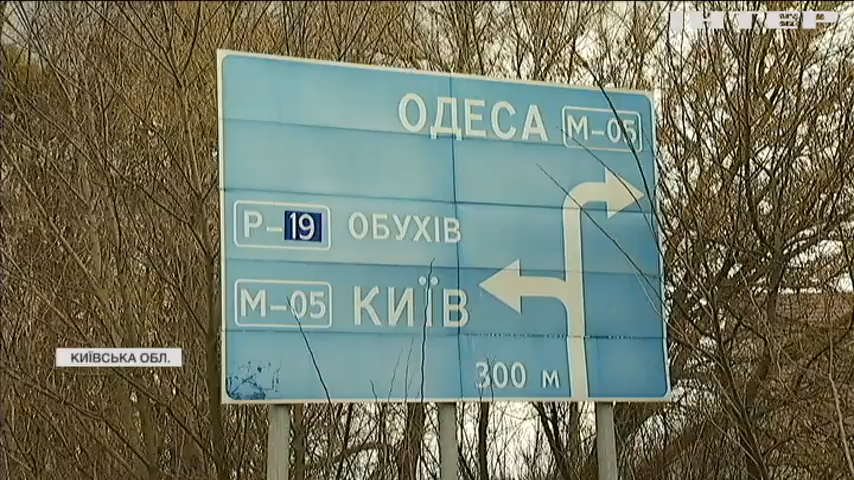 ІНТЕР
ОДЕСА М-05
Р-19 ОБУХІВ
М-05 КИЇВ
КИЇВСЬКА ОБЛ.
300 м